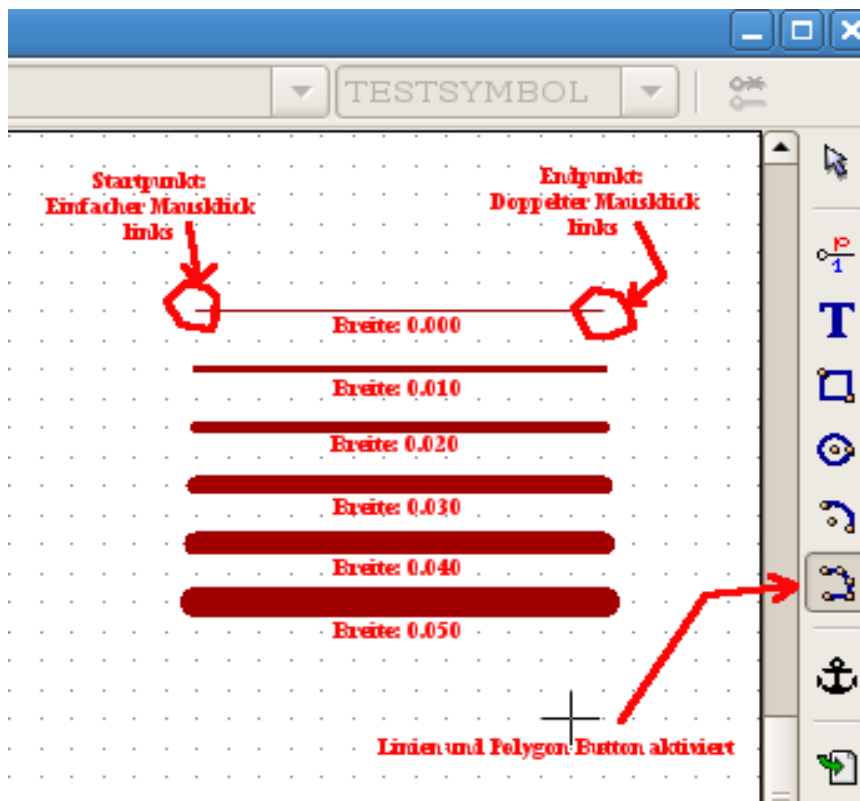 TESTSYMBOL
Startpunkt:
Einfacher Mausklick
links
Endpunkt:
Doppelter Mausklick
links
Breite: 0.000
Breite: 0.010
Breite: 0.020
Breite: 0.030
Breite: 0.040
Breite: 0.050
Linien und Polygon Button aktiviert
T